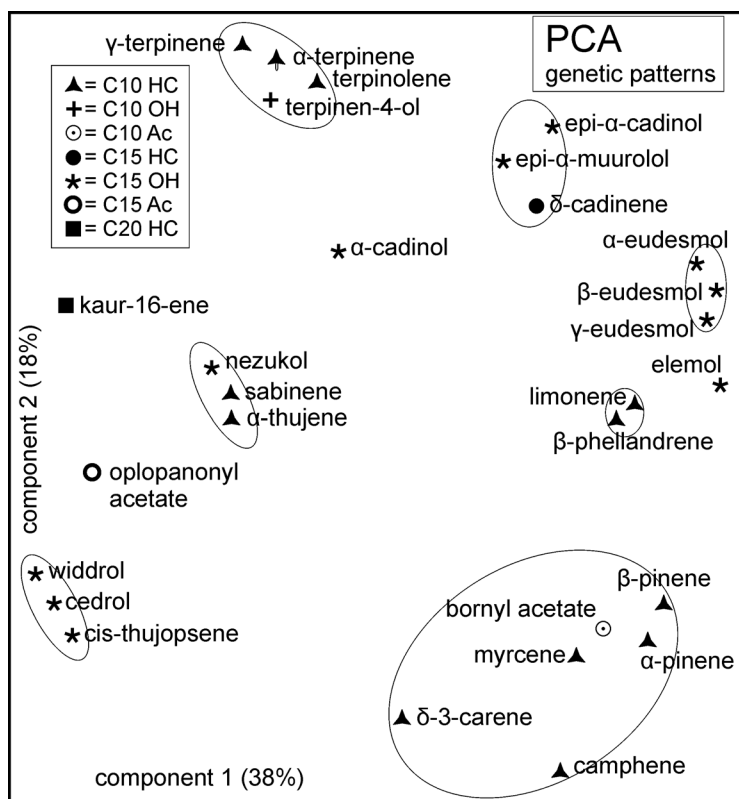 PCA
genetic patterns
▲= C10 HC
+= C10 OH
⊙= C10 Ac
●= C15 HC
*= C15 OH
O= C15 Ac
■= C20 HC
γ-terpinene
α-terpinene
terpinolene
terpinen-4-ol
epi-α-cadinol
epi-α-muurolol
δ-cadinene
α-cadinol
α-eudesmol
β-eudesmol
γ-eudesmol
kaur-16-ene
nezukol
sabinene
α-thujene
elemol
limonene
β-phellandrene
oplopanonyl
acetate
widdrol
cedrol
cis-thujopsene
β-pinene
bornyl acetate
myrcene
α-pinene
δ-3-carene
camphene
component 2 (18%)
component 1 (38%)